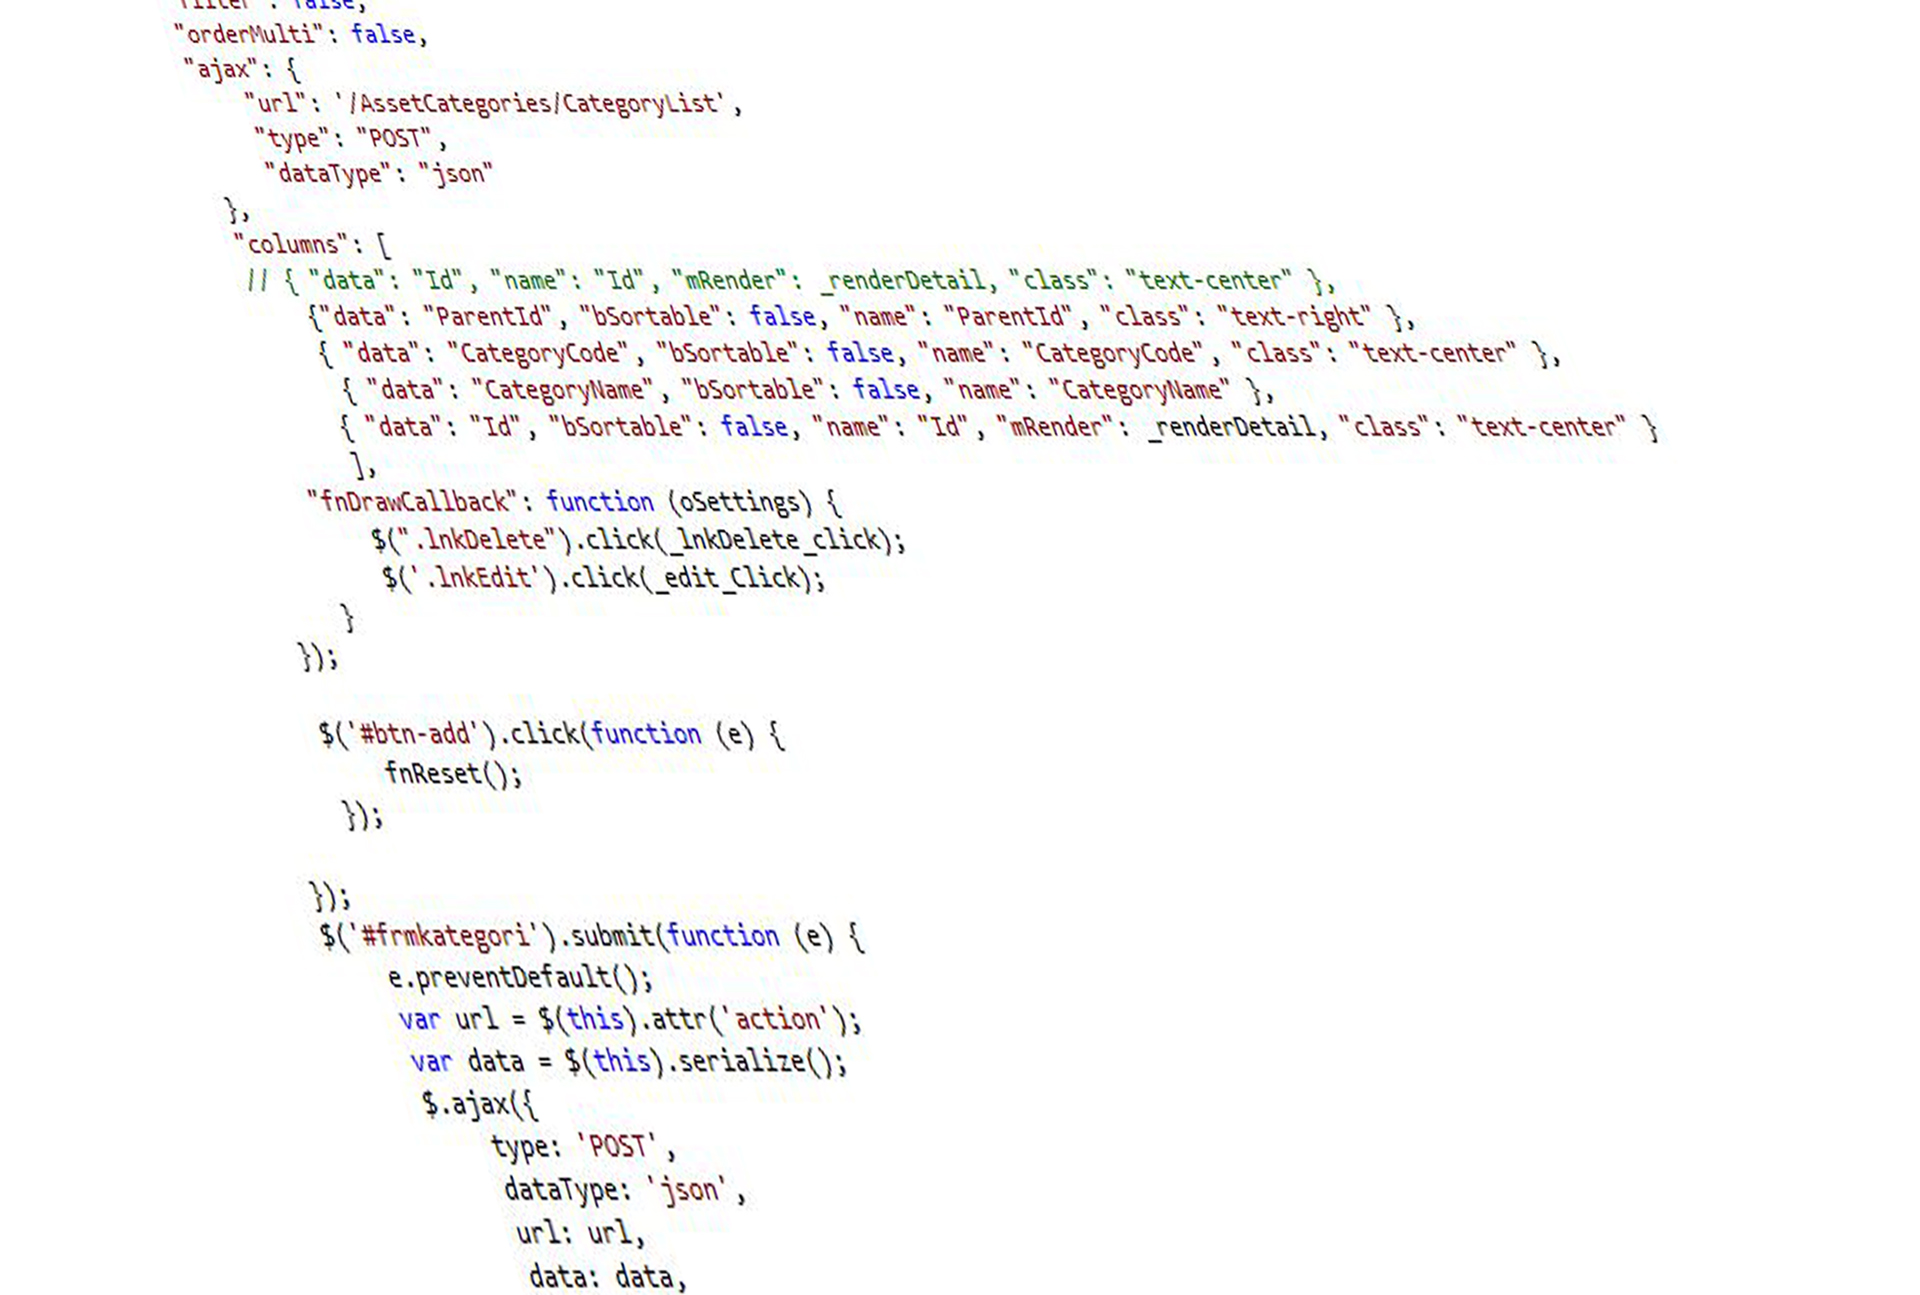 "filter": false,
"orderMulti": false,
"ajax": {
"url": '/AssetCategories/CategoryList',
"type": "POST",
"dataType": "json"
},
"columns": [
// { "data": "Id", "name": "Id", "mRender": _renderDetail, "class": "text-center" },
{"data": "ParentId", "bSortable": false, "name": "ParentId", "class": "text-right" },
{ "data": "CategoryCode", "bSortable": false, "name": "CategoryCode", "class": "text-center" },
{ "data": "CategoryName", "bSortable": false, "name": "CategoryName" },
{ "data": "Id", "bSortable": false, "name": "Id", "mRender": _renderDetail, "class": "text-center" }
],
"fnDrawCallback": function (oSettings) {
$(".lnkDelete").click(_lnkDelete_click);
$('.lnkEdit').click(_edit_Click);
}
});
$('#btn-add').click(function (e) {
fnReset();
});
});
$('#frmkategori').submit(function (e) {
e.preventDefault();
var url = $(this).attr('action');
var data = $(this).serialize();
$.ajax({
type: 'POST',
dataType: 'json',
url: url,
data: data,